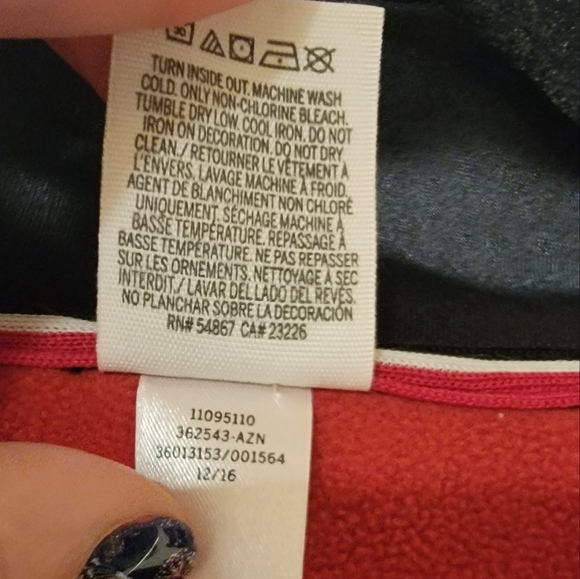 30
TURN INSIDE OUT. MACHINE WASH
COLD. ONLY NON-CHLORINE BLEACH.
TUMBLE DRY LOW. COOL IRON. DO NOT
IRON ON DECORATION. DO NOT DRY
CLEAN./ RETOURNER LE VÊTEMENT À
L'ENVERS. LAVAGE MACHINE À FROID.
AGENT DE BLANCHIMENT NON CHLORÉ
UNIQUEMENT. SÉCHAGE MACHINE À
BASSE TEMPÉRATURE. REPASSAGE À
BASSE TEMPÉRATURE. NE PAS REPASSER
SUR LES ORNEMENTS. NETTOYAGE À SEC
INTERDIT./ LAVAR DEL LADO DEL REVÉS.
NO PLANCHAR SOBRE LA DECORACIÓN
RN# 54867 CA# 23226
11095110
362543-AZN
36013153/001564
12/16